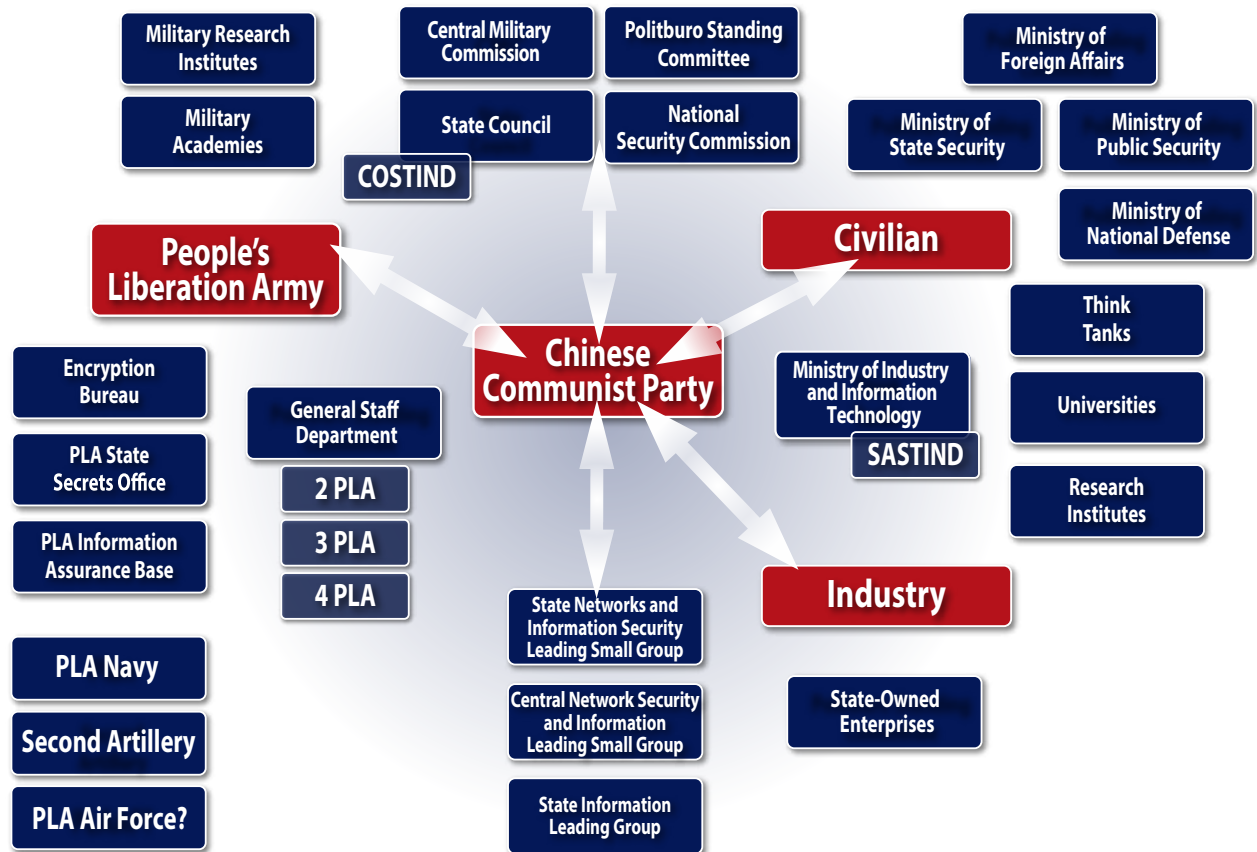 Military Research
Institutes
Military
Academies
Central Military
Commission
Politburo Standing
Committee
State Council
National
Security Commission
COSTIND
Ministry of
Foreign Affairs
Ministry of
State Security
Ministry of
Public Security
Ministry of
National Defense
People's
Liberation Army
Civilian
Chinese
Communist Party
Think
Tanks
Universities
Research
Institutes
Ministry of Industry
and Information
Technology
SASTIND
Encryption
Bureau
PLA State
Secrets Office
PLA Information
Assurance Base
General Staff
Department
2 PLA
3 PLA
4 PLA
PLA Navy
Second Artillery
PLA Air Force?
State Networks and
Information Security
Leading Small Group
Central Network Security
and Information
Leading Small Group
State Information
Leading Group
Industry
State-Owned
Enterprises